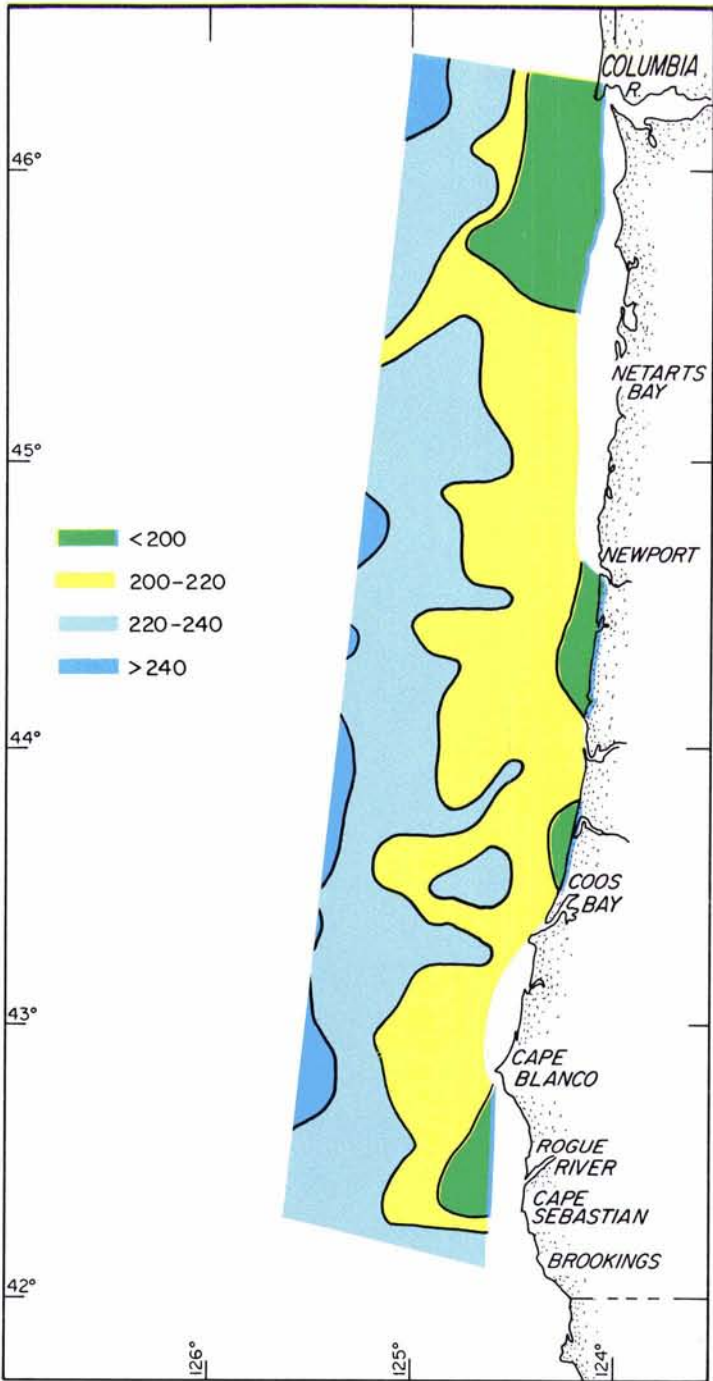 COLUMBIA
R.
46°
NETARTS
BAY
45°
<200
200-220
220-240
>240
NEWPORT
44°
COOS
BAY
43°
CAPE
BLANCO
ROGUE
RIVER
CAPE
SEBASTIAN
BROOKINGS
42°
126°
125°
124°